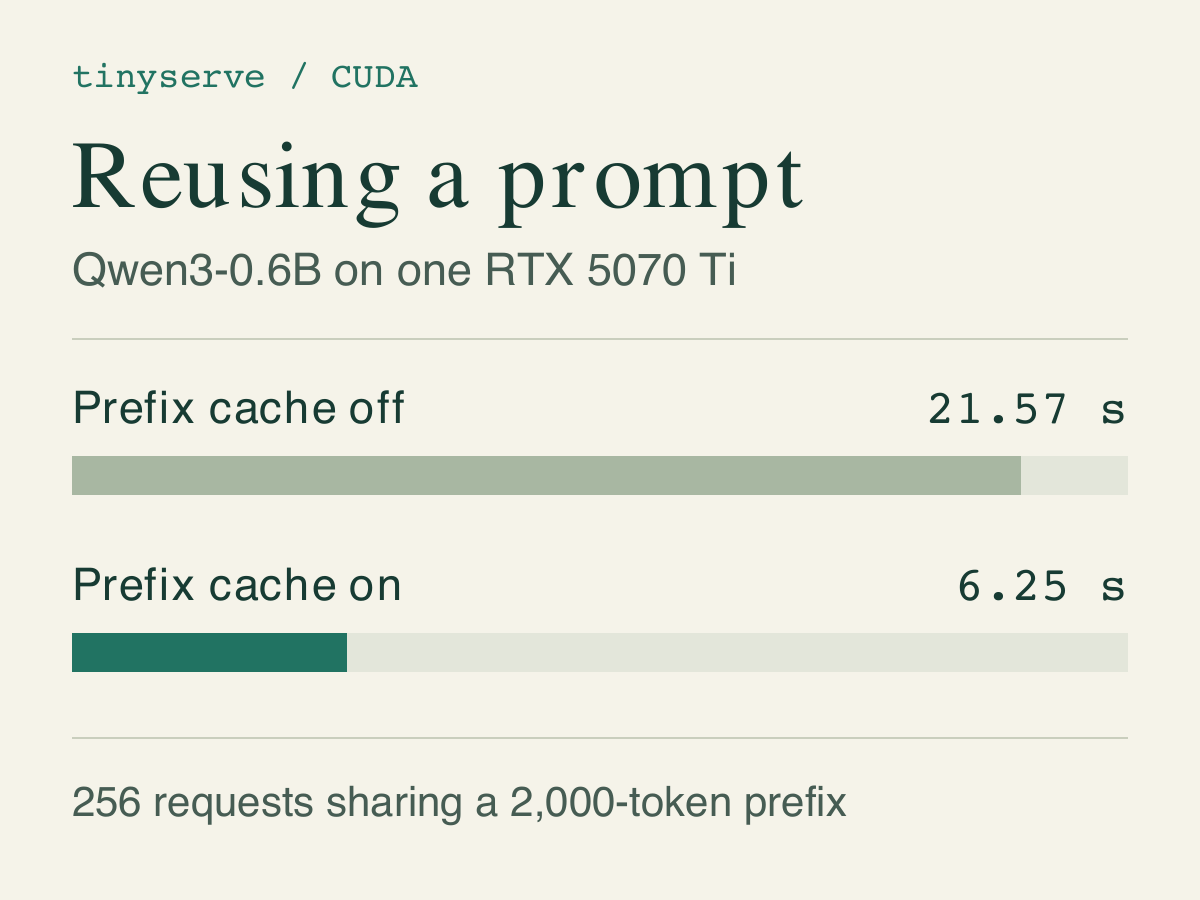 tinyserve / CUDA
Reusing a prompt
Qwen3-0.6B on one RTX 5070 Ti
Prefix cache off 21.57 s
Prefix cache on 6.25 s
256 requests sharing a 2,000-token prefix